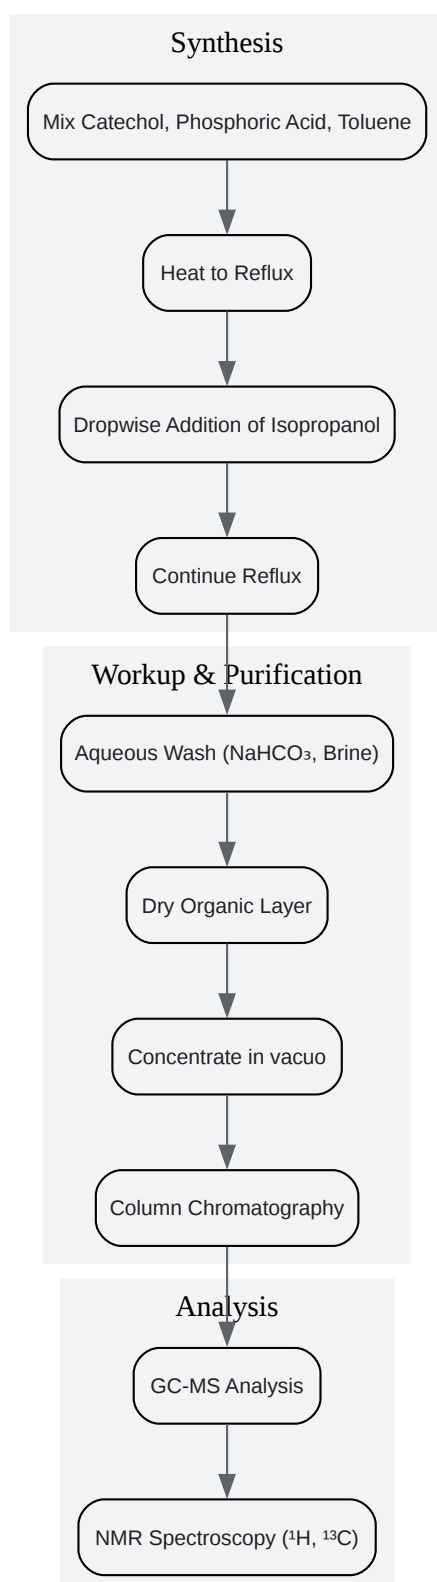 Synthesis
Mix Catechol, Phosphoric Acid, Toluene
Heat to Reflux
Dropwise Addition of Isopropanol
Continue Reflux
Workup & Purification
Aqueous Wash (NaHCO₃, Brine)
Dry Organic Layer
Concentrate in vacuo
Column Chromatography
Analysis
GC-MS Analysis
NMR Spectroscopy (¹H, ¹³C)